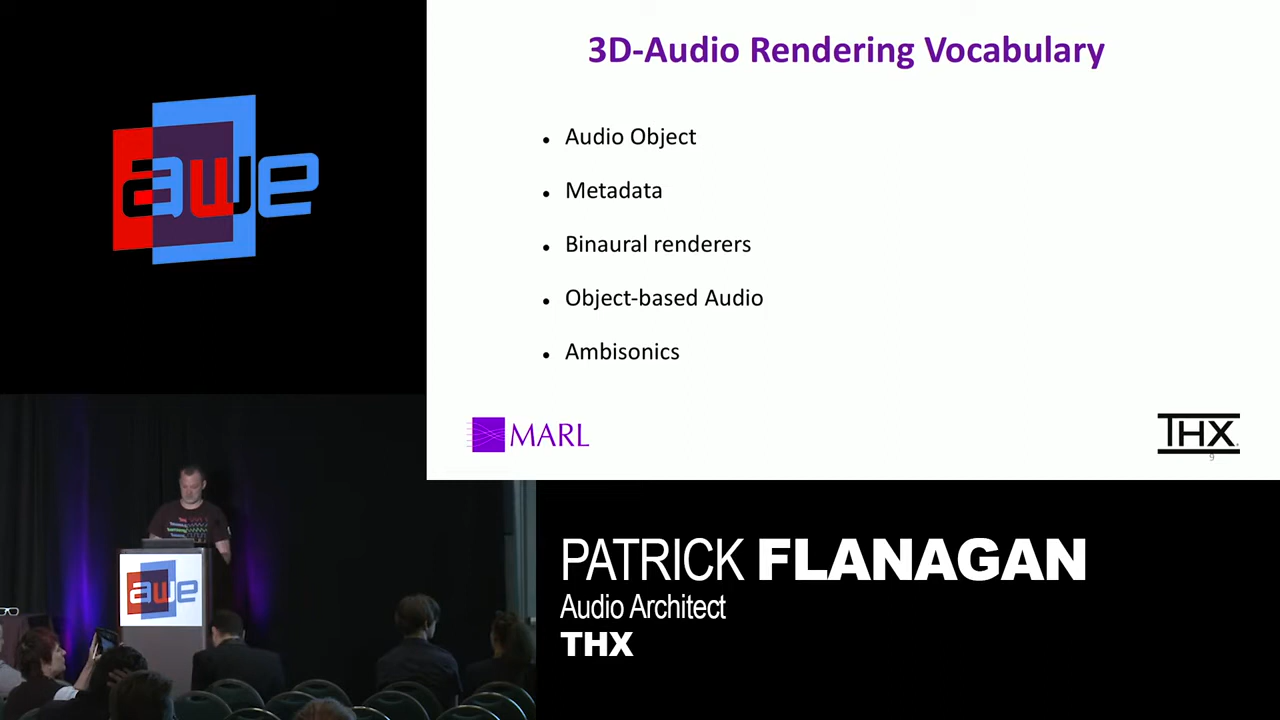 awe
3D-Audio Rendering Vocabulary
• Audio Object
• Metadata
• Binaural renderers
• Object-based Audio
• Ambisonics
MARL
THX
9
awe
PATRICK FLANAGAN
Audio Architect
THX